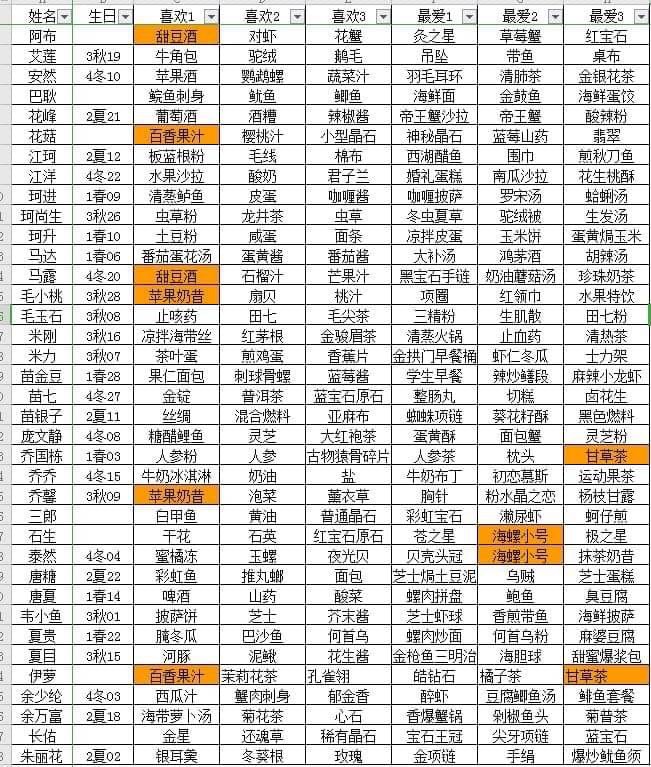 姓名 生日 喜欢1 喜欢2 喜欢3 最爱1 最爱2 最爱3
阿布 甜豆酒 对虾 花蟹 灸之星 草莓蟹 红宝石
艾莲 3秋19 牛角包 驼绒 鹅毛 吊坠 带鱼 桌布
安然 4冬10 苹果酒 鹦鹉螺 蔬菜汁 羽毛耳环 清肺茶 金银花茶
巴耿 鲩鱼刺身 鱿鱼 鲫鱼 海鲜面 金鼓鱼 海鲜蛋饺
花峰 2夏21 葡萄酒 酒糟 辣椒酱 帝王蟹沙拉 帝王蟹 酸辣粉
花菇 百香果汁 樱桃汁 小型晶石 神秘晶石 蓝莓山药 翡翠
江珂 2夏12 板蓝根粉 毛线 棉布 西湖醋鱼 围巾 煎秋刀鱼
江洋 4冬22 水果沙拉 酸奶 君子兰 婚礼蛋糕 南瓜沙拉 花生桃酥
珂进 1春09 清蒸鲈鱼 皮蛋 咖喱酱 咖喱披萨 罗宋汤 蛤蜊汤
珂尚生 3秋26 虫草粉 龙井茶 虫草 冬虫夏草 驼绒被 生发汤
珂升 1春10 土豆粉 咸蛋 面条 凉拌皮蛋 玉米饼 蛋黄焗玉米
马达 1春06 番茄蛋花汤 蛋黄酱 番茄酱 大补汤 鸿茅酒 胡辣汤
马露 4冬20 甜豆酒 石榴汁 芒果汁 黑宝石手链 奶油蘑菇汤 珍珠奶茶
毛小桃 3秋28 苹果奶昔 扇贝 桃汁 项圈 红领巾 水果特饮
毛玉石 3秋08 止咳药 田七 毛尖茶 三精粉 生肌散 田七粉
米刚 3秋16 凉拌海带丝 红茅根 金骏眉茶 清蒸火锅 止血药 清热茶
米力 3秋07 茶叶蛋 煎鸡蛋 香蕉片 金拱门早餐桶 虾仁冬瓜 士力架
苗金豆 1春28 果仁面包 刺球骨螺 蓝莓酱 学生早餐 辣炒鳝段 麻辣小龙虾
苗七 4冬27 金锭 普洱茶 蓝宝石原石 整肠丸 切糕 卤花生
苗银子 2夏11 丝绸 混合燃料 亚麻布 蜘蛛项链 葵花籽酥 黑色燃料
庞文静 4冬08 糖醋鲤鱼 灵芝 大红袍茶 蛋黄酥 面包蟹 灵芝粉
乔国栋 1春03 人参粉 人参 古物猿骨碎片 人参茶 枕头 甘草茶
乔乔 4冬15 牛奶冰淇淋 奶油 盐 牛奶布丁 初恋慕斯 运动果茶
乔馨 3秋09 苹果奶昔 泡菜 薰衣草 胸针 粉水晶之恋 杨枝甘露
三郎 白甲鱼 黄油 普通晶石 彩虹宝石 濑尿虾 蚵仔煎
石生 干花 石英 红宝石原石 苍之星 海螺小号 极之星
泰然 4冬04 蜜橘冻 玉螺 夜光贝 贝壳头冠 海螺小号 抹茶奶昔
唐糖 2夏22 彩虹鱼 推丸螂 面包 芝士焗土豆泥 乌贼 芝士蛋糕
唐夏 1春14 啤酒 山药 酸菜 螺肉拼盘 鲍鱼 臭豆腐
韦小鱼 3秋01 披萨饼 芝士 芥末酱 芝士虾球 香煎带鱼 海鲜披萨
夏贵 1春22 腌冬瓜 巴沙鱼 何首乌 螺肉炒面 何首乌粉 麻婆豆腐
夏目 3秋15 河豚 泥鳅 花生酱 金枪鱼三明治 海胆球 甜蜜爆浆包
伊萝 百香果汁 茉莉花茶 孔雀翎 皓钻石 橘子茶 甘草茶
余少纶 4冬03 西瓜汁 蟹肉刺身 郁金香 醉虾 豆腐鲫鱼汤 鲱鱼套餐
余万富 2夏18 海带萝卜汤 菊花茶 心石 香爆蟹锅 剁椒鱼头 菊普茶
长佑 金星 还魂草 稀有晶石 宝石王冠 尖牙项链 蓝宝石
朱丽花 2夏02 银耳羹 冬葵根 玫瑰 金项链 手绢 爆炒鱿鱼须